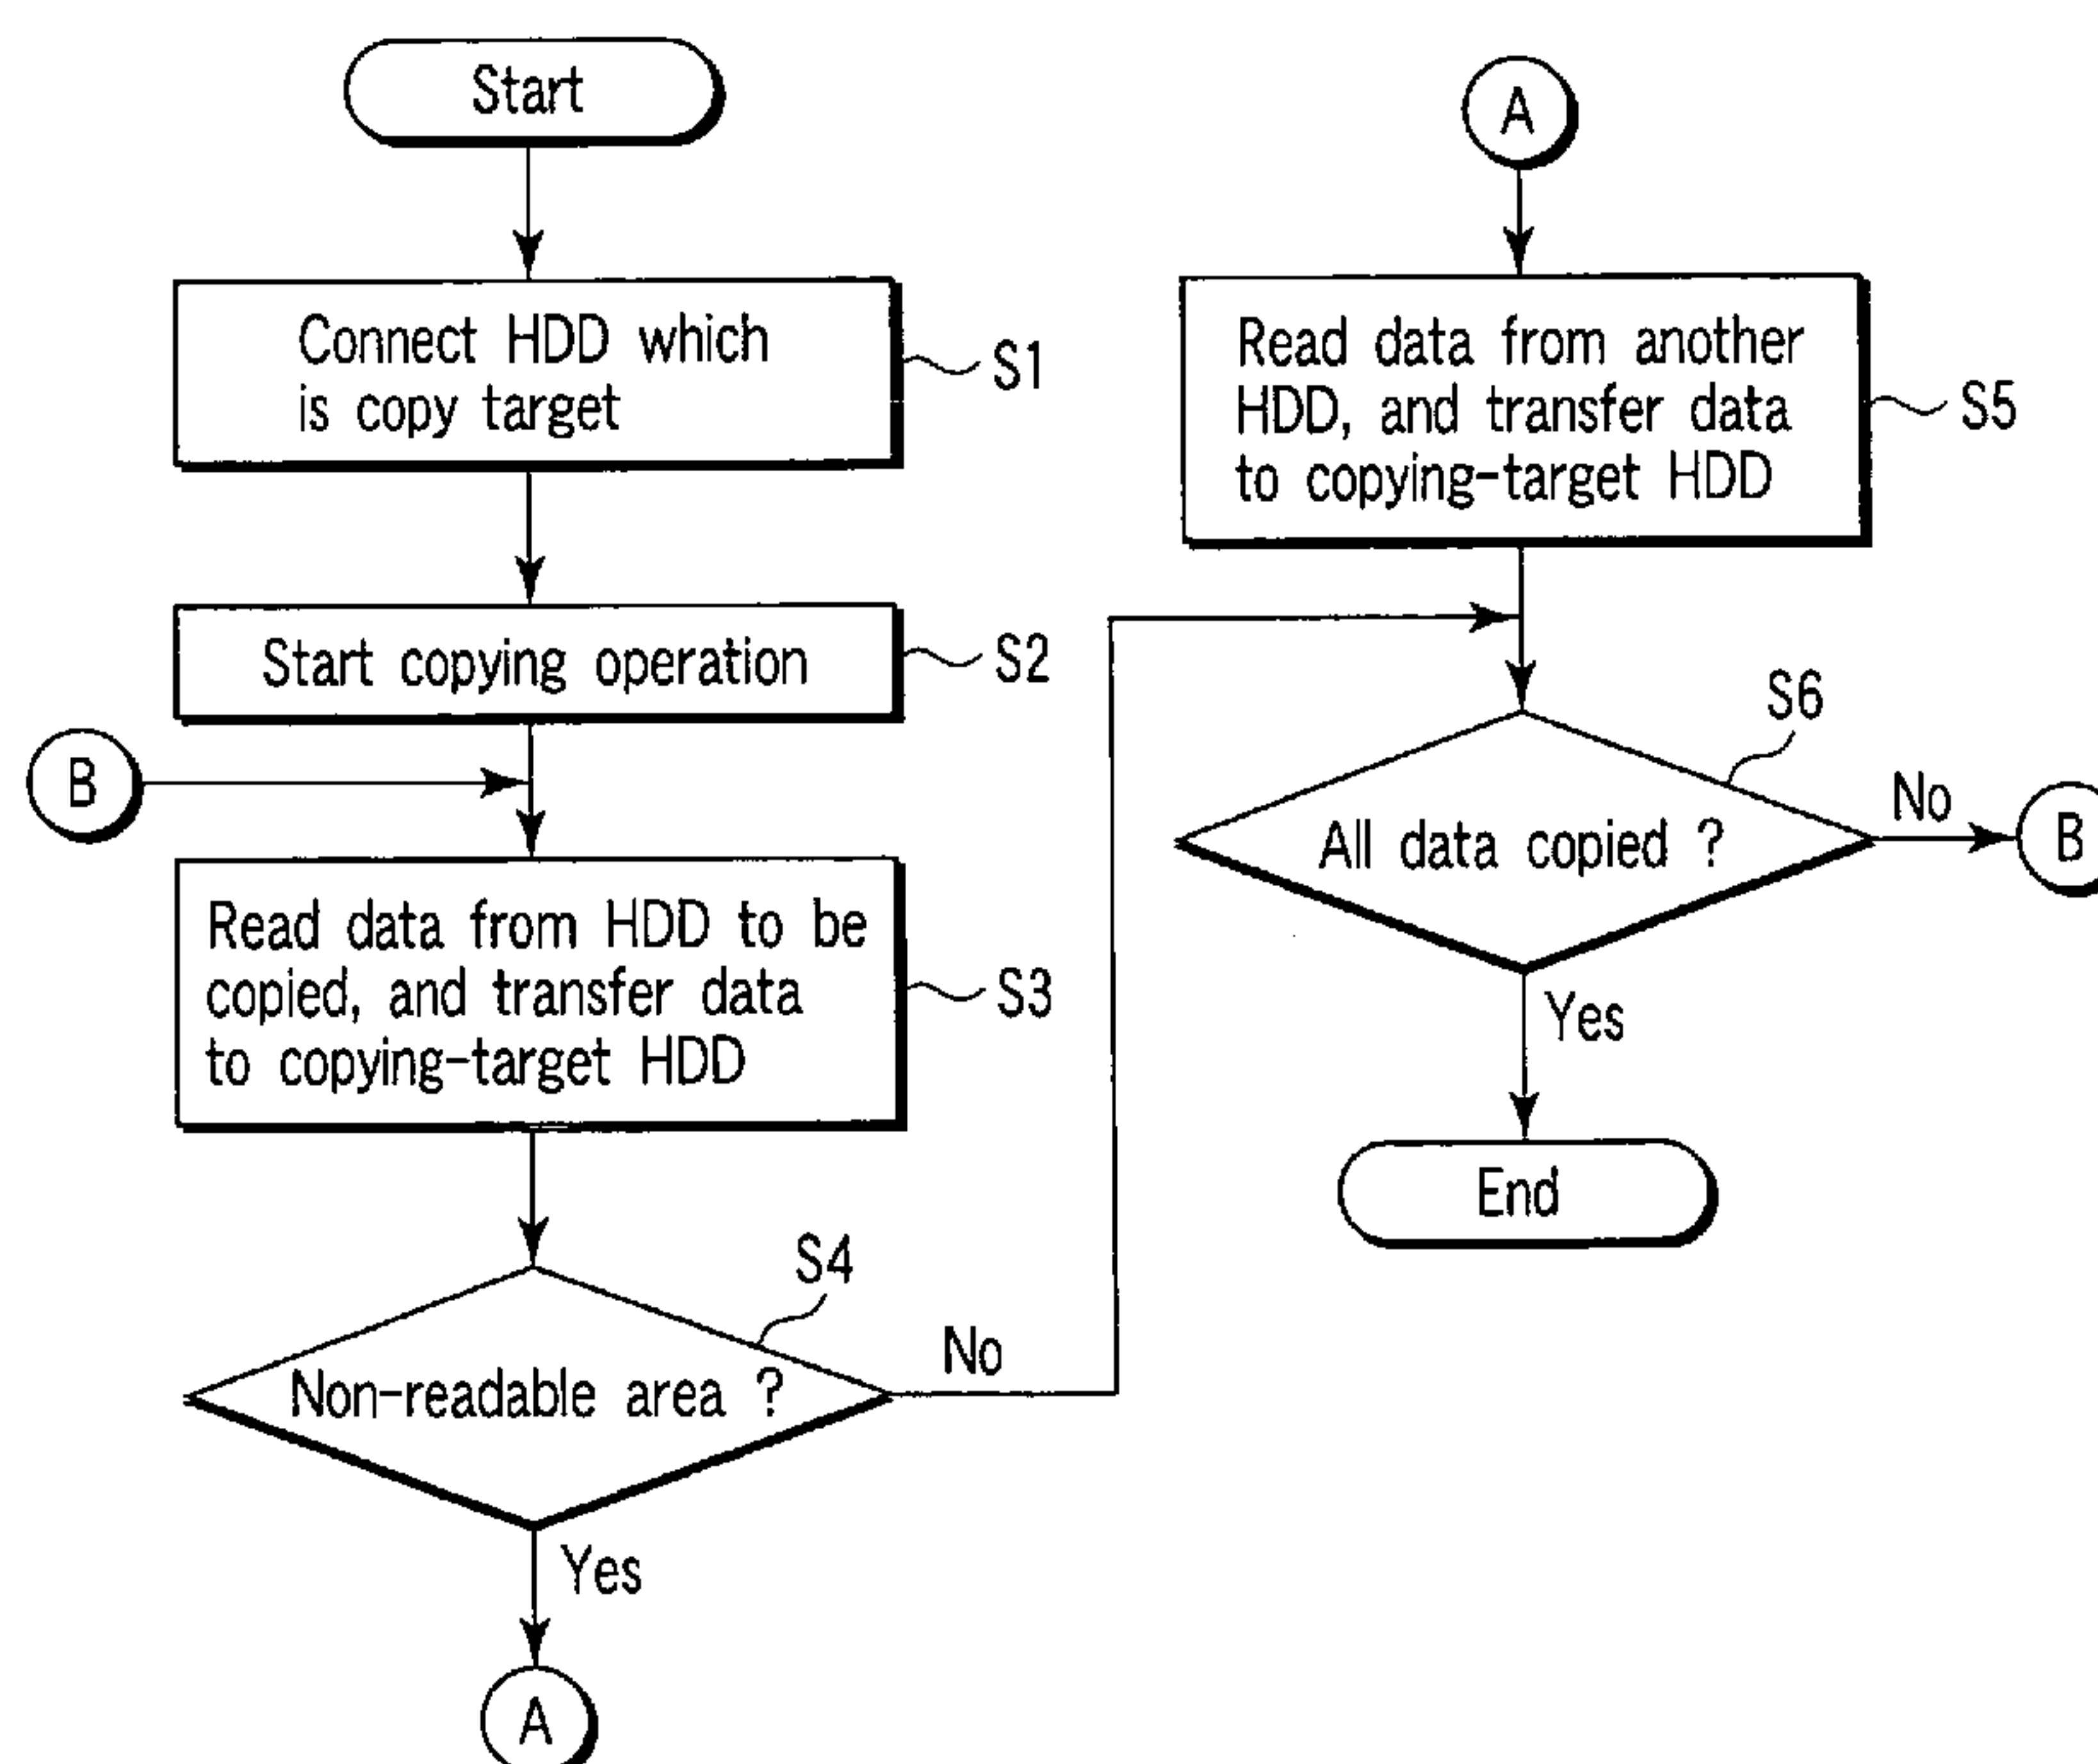 Start
Connect HDD which
is copy target
S1
Start copying operation
S2
B
Read data from HDD to be
copied, and transfer data
to copying-target HDD
S3
S4
Non-readable area ?
No
Yes
A
A
Read data from another
HDD, and transfer data
to copying-target HDD
S5
S6
All data copied ?
No
B
Yes
End